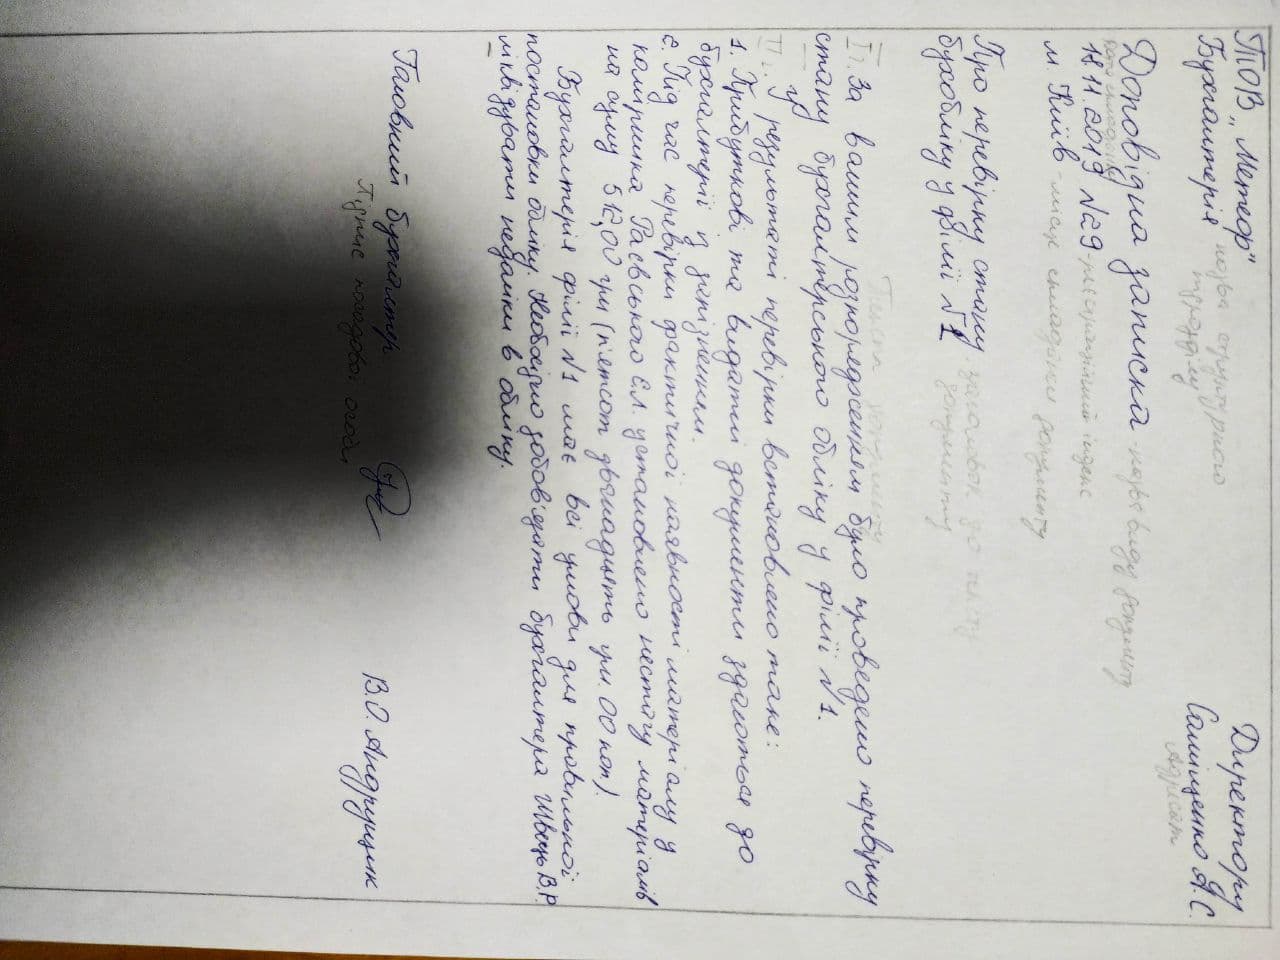 ТОВ „Метеор"
Бухгалтерія назва структурного підрозділу
Директору
Саміщенко А.С.
Адресат
Доповідна записка - назва виду документу
Дата складання
18.11.2019 №29 - реєстраційний індекс
м. Київ - місце складання документу
Про перевірку стану заголовок до тексту
бухобліку у філії №1 документу
Текст документу
I. За вашим розпорядженням було проведено перевірку
стану бухгалтерського обліку у філії №1.
II. У результаті перевірки встановлено таке:
1. Прибуткові та видатні документи здаються до
бухгалтерії із запізненням.
2. Під час перевірки фактичної наявності матеріалу у
комірника Раєвського Є.Л. установлено нестачу матеріалів
на суму 512,00 грн (п'ятсот дванадцять грн. 00 коп.).
Бухгалтерія філії №1 має всі умови для правильної
постановки обліку. Необхідно зобов'язати бухгалтера Швець В.Р.
ліквідувати недоліки в обліку.
Головний бухгалтер В.О. Андрущик
Підпис посадової особи